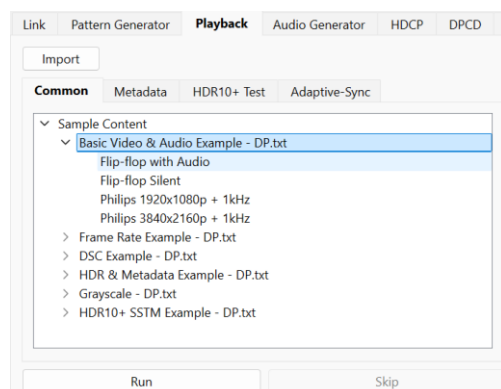 Link Pattern Generator Playback Audio Generator HDCP DPCD
Import
Common Metadata HDR10+ Test Adaptive-Sync
Sample Content
Basic Video & Audio Example - DP.txt
Flip-flop with Audio
Flip-flop Silent
Philips 1920x1080p + 1kHz
Philips 3840x2160p + 1kHz
Frame Rate Example - DP.txt
DSC Example - DP.txt
HDR & Metadata Example - DP.txt
Grayscale - DP.txt
HDR10+ SSTM Example - DP.txt
Run Skip